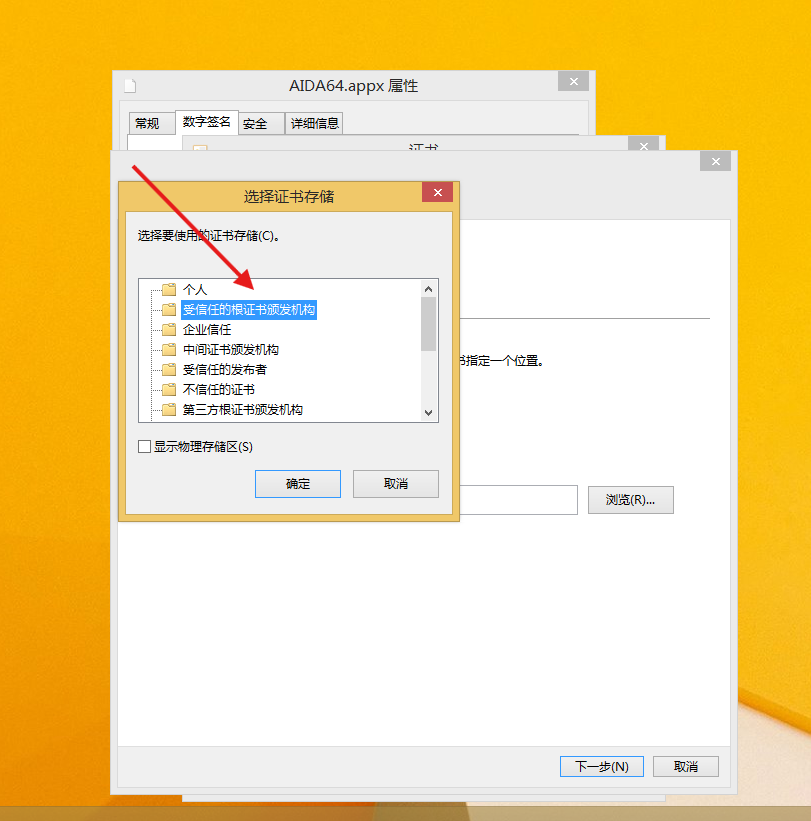 AIDA64.appx 属性
常规 数字签名 安全 详细信息
选择证书存储
选择要使用的证书存储(C)。
个人
受信任的根证书颁发机构
企业信任
书指定一个位置。
中间证书颁发机构
受信任的发布者
不信任的证书
第三方根证书颁发机构
显示物理存储区(S)
确定 取消
浏览(R)...
下一步(N) 取消